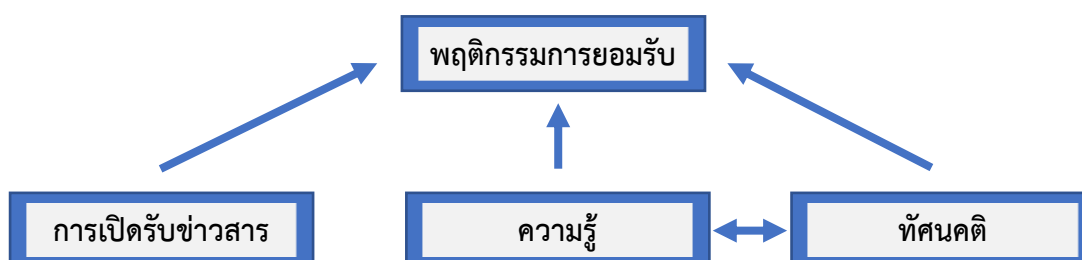 พฤติกรรมการยอมรับ
การเปิดรับข่าวสาร
ความรู้
ทัศนคติ